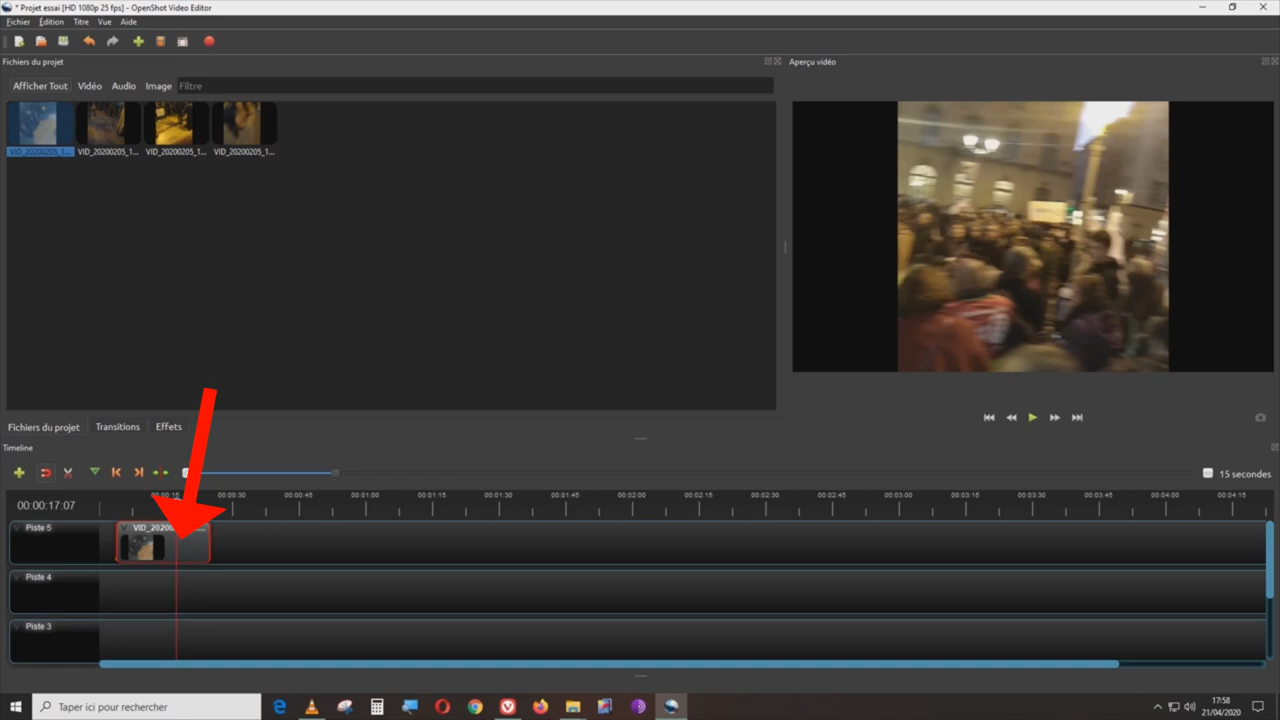 * Projet essai [HD 1080p 25 fps] - OpenShot Video Editor
Fichier Édition Titre Vue Aide
Fichiers du projet
Aperçu vidéo
Afficher Tout Vidéo Audio Image Filtre
VID_20200205_1... VID_20200205_1... VID_20200205_1... VID_20200205_1...
Fichiers du projet Transitions Effets
Timeline
15 secondes
00:00:17:07
00:00:15 00:00:30 00:00:45 00:01:00 00:01:15 00:01:30 00:01:45 00:02:00 00:02:15 00:02:30 00:02:45 00:03:00 00:03:15 00:03:30 00:03:45 00:04:00 00:04:15
Piste 5
Piste 4
Piste 3
Taper ici pour rechercher
17:58
21/04/2020